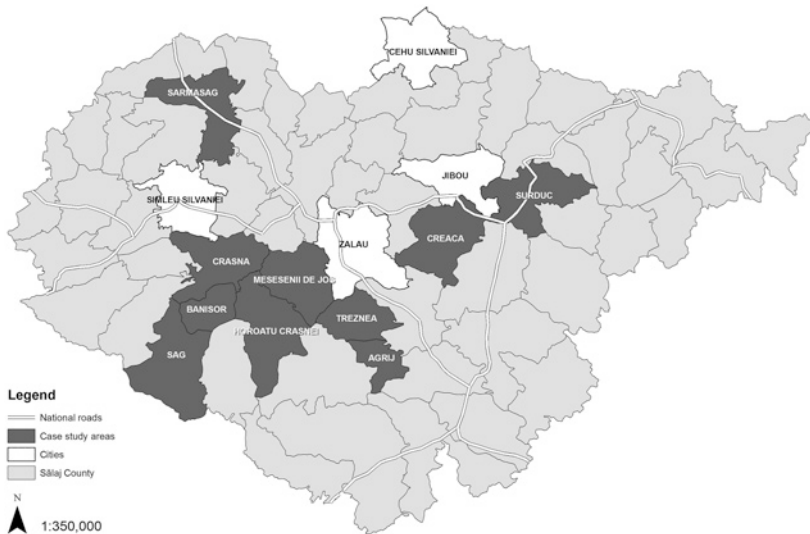 CEHU SILVANIEI
SARMASAG
JIBOU
SIMLEU SILVANIEI
SURDUC
CREACA
ZALAU
CRASNA
MESESENII DE JOS
BANISOR
TREZNEA
HOROATU CRASNEI
SAG
AGRIJ
Legend
National roads
Case study areas
Cities
Sălaj County
N
1:350,000